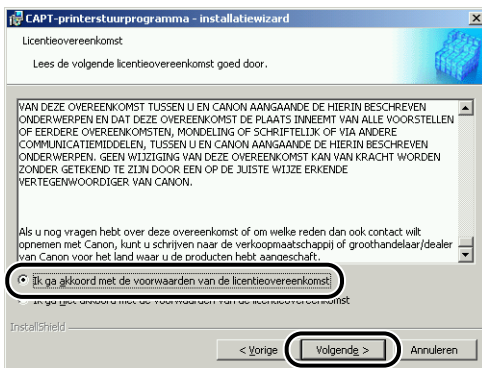 CAPT-printerstuurprogramma - installatiewizard
Licentieovereenkomst
Lees de volgende licentieovereenkomst goed door.
VAN DEZE OVEREENKOMST TUSSEN U EN CANON AANGAANDE DE HIERIN BESCHREVEN
ONDERWERPEN EN DAT DEZE OVEREENKOMST DE PLAATS INNEEMT VAN ALLE VOORSTELLEN
OF EERDERE OVEREENKOMSTEN, MONDELING OF SCHRIFTELIJK OF VIA ANDERE
COMMUNICATIEMIDDELEN, TUSSEN U EN CANON AANGAANDE DE HIERIN BESCHREVEN
ONDERWERPEN. GEEN WIJZIGING VAN DEZE OVEREENKOMST KAN VAN KRACHT WORDEN
ZONDER GETEKEND TE ZIJN DOOR EEN OP DE JUISTE WIJZE ERKENDE
VERTEGENWOORDIGER VAN CANON.
Als u nog vragen hebt over deze overeenkomst of om welke reden dan ook contact wilt
opnemen met Canon, kunt u schrijven naar de verkoopmaatschappij of groothandelaar/dealer
van Canon voor het land waar u de producten hebt aangeschaft.
Ik ga akkoord met de voorwaarden van de licentieovereenkomst
Ik ga niet akkoord met de voorwaarden van de licentieovereenkomst
InstallShield
< Vorige
Volgende >
Annuleren